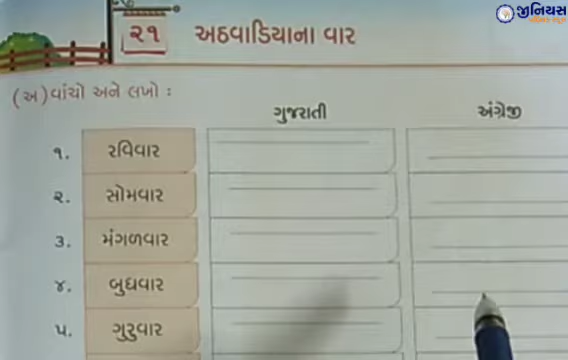 જીનિયસ
૨૧ અઠવાડિયાના વાર
(અ) વાંચો અને લખો :
ગુજરાતી અંગ્રેજી
૧. રવિવાર
૨. સોમવાર
૩. મંગળવાર
૪. બુધવાર
૫. ગુરુવાર